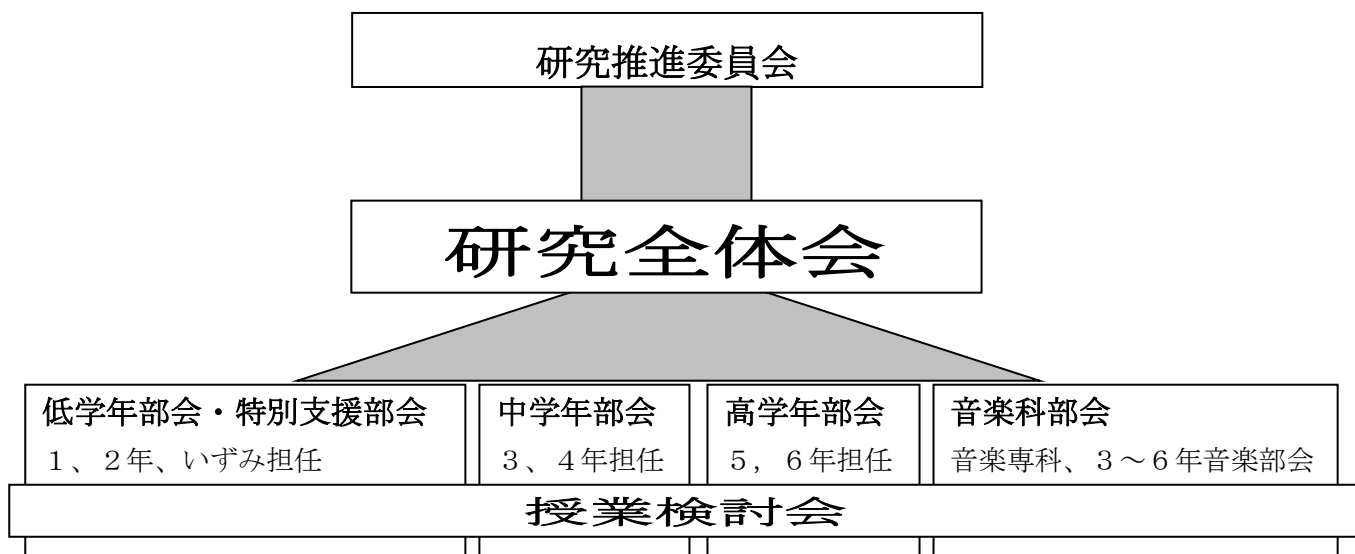 研究推進委員会
研究全体会
低学年部会・特別支援部会
１、２年、いずみ担任
中学年部会
３、４年担任
高学年部会
５，６年担任
音楽科部会
音楽専科、３～６年音楽部会
授業検討会